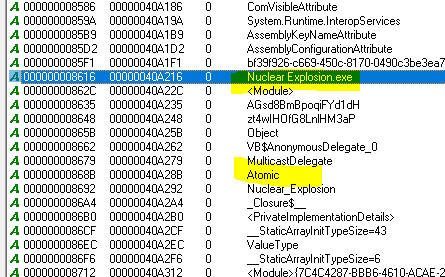 A 000000008586 00000040A186 0 ComVisibleAttribute
A 00000000859A 00000040A19A 0 System.Runtime.InteropServices
A 0000000085B9 00000040A1B9 0 AssemblyKeyNameAttribute
A 0000000085D2 00000040A1D2 0 AssemblyConfigurationAttribute
A 0000000085F1 00000040A1F1 0 bf39f926-c669-450c-8170-0490c3be3ea7
A 000000008616 00000040A216 0 Nuclear Explosion.exe
A 00000000862C 00000040A22C 0 <Module>
A 000000008635 00000040A235 0 AGsd8BmBpoqiFYd1dH
A 000000008648 00000040A248 0 zt4wIHOfG8LnlHM3aP
A 00000000865B 00000040A25B 0 Object
A 000000008662 00000040A262 0 VB$AnonymousDelegate_0
A 000000008679 00000040A279 0 MulticastDelegate
A 00000000868B 00000040A28B 0 Atomic
A 000000008692 00000040A292 0 Nuclear_Explosion
A 0000000086A4 00000040A2A4 0 _Closure$__
A 0000000086B0 00000040A2B0 0 <PrivateImplementationDetails>
A 0000000086CF 00000040A2CF 0 __StaticArrayInitTypeSize=43
A 0000000086EC 00000040A2EC 0 ValueType
A 0000000086F6 00000040A2F6 0 __StaticArrayInitTypeSize=6
A 000000008712 00000040A312 0 <Module>{7C4C4287-BBB6-4610-ACAE-2